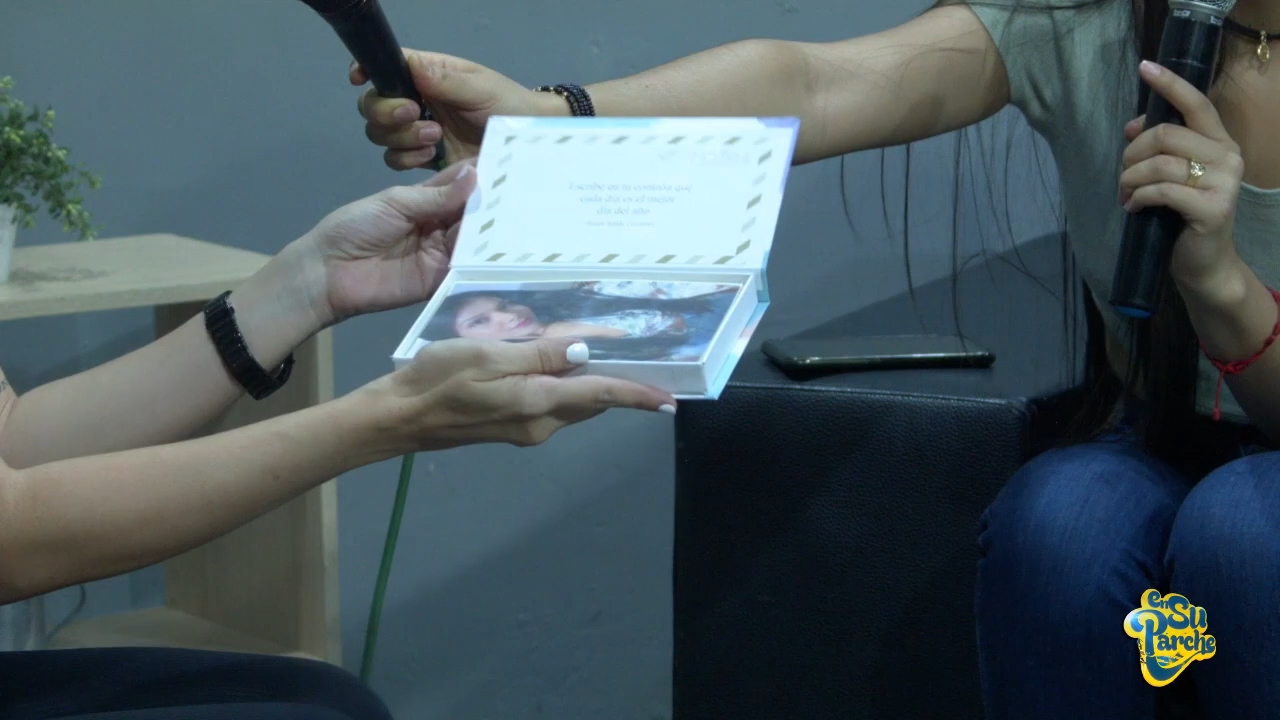 Escribe en tu corazón que
cada día es el mejor
día del año
En
Su
Parche